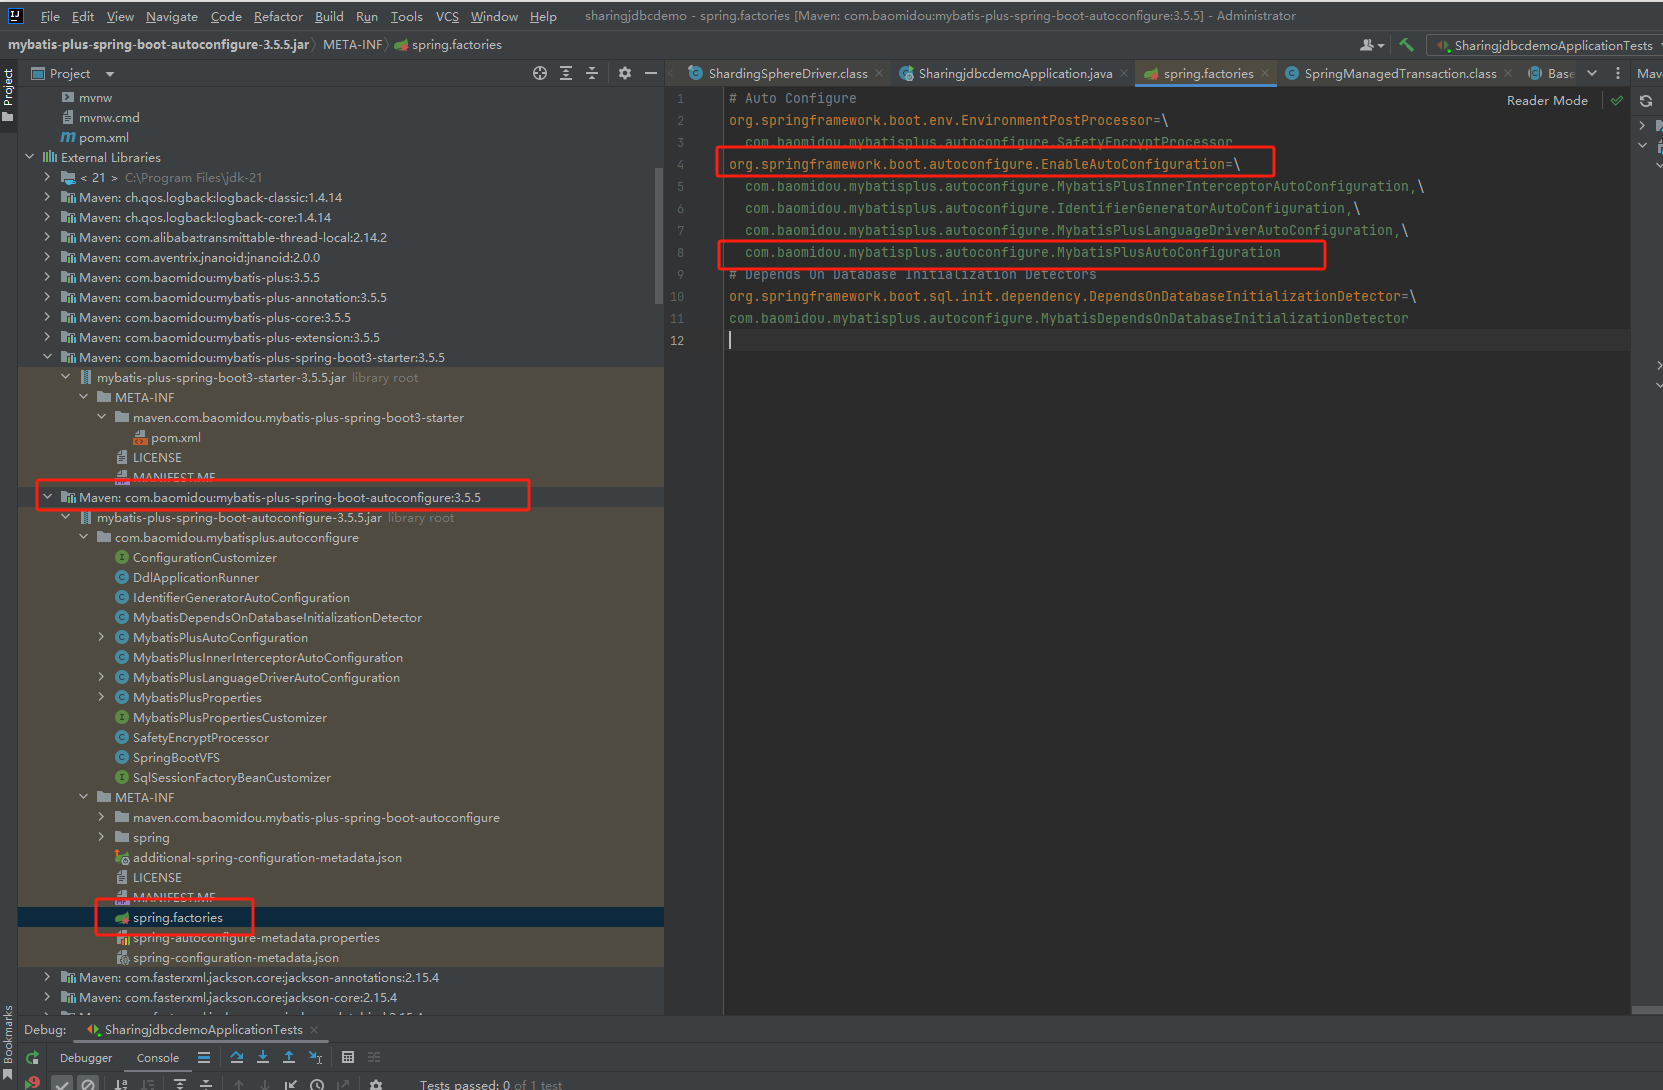 File Edit View Navigate Code Refactor Build Run Tools VCS Window Help sharingjdbcdemo - spring.factories [Maven: com.baomidou:mybatis-plus-spring-boot-autoconfigure:3.5.5] - Administrator
mybatis-plus-spring-boot-autoconfigure-3.5.5.jar META-INF spring.factories SharingjdbcdemoApplicationTests
Project ShardingSphereDriver.class SharingjdbcdemoApplication.java spring.factories SpringManagedTransaction.class Base Mav
Project
mvnw
mvnw.cmd
pom.xml
External Libraries
< 21 > C:\Program Files\jdk-21
Maven: ch.qos.logback:logback-classic:1.4.14
Maven: ch.qos.logback:logback-core:1.4.14
Maven: com.alibaba:transmittable-thread-local:2.14.2
Maven: com.aventrix.jnanoid:jnanoid:2.0.0
Maven: com.baomidou:mybatis-plus:3.5.5
Maven: com.baomidou:mybatis-plus-annotation:3.5.5
Maven: com.baomidou:mybatis-plus-core:3.5.5
Maven: com.baomidou:mybatis-plus-extension:3.5.5
Maven: com.baomidou:mybatis-plus-spring-boot3-starter:3.5.5
mybatis-plus-spring-boot3-starter-3.5.5.jar library root
META-INF
maven.com.baomidou.mybatis-plus-spring-boot3-starter
pom.xml
LICENSE
MANIFEST.MF
Maven: com.baomidou:mybatis-plus-spring-boot-autoconfigure:3.5.5
mybatis-plus-spring-boot-autoconfigure-3.5.5.jar library root
com.baomidou.mybatisplus.autoconfigure
ConfigurationCustomizer
DdlApplicationRunner
IdentifierGeneratorAutoConfiguration
MybatisDependsOnDatabaseInitializationDetector
MybatisPlusAutoConfiguration
MybatisPlusInnerInterceptorAutoConfiguration
MybatisPlusLanguageDriverAutoConfiguration
MybatisPlusProperties
MybatisPlusPropertiesCustomizer
SafetyEncryptProcessor
SpringBootVFS
SqlSessionFactoryBeanCustomizer
META-INF
maven.com.baomidou.mybatis-plus-spring-boot-autoconfigure
spring
additional-spring-configuration-metadata.json
LICENSE
MANIFEST.MF
spring.factories
spring-autoconfigure-metadata.properties
spring-configuration-metadata.json
Maven: com.fasterxml.jackson.core:jackson-annotations:2.15.4
Maven: com.fasterxml.jackson.core:jackson-core:2.15.4
Reader Mode
1 # Auto Configure
2 org.springframework.boot.env.EnvironmentPostProcessor=\
3 com.baomidou.mybatisplus.autoconfigure.SafetyEncryptProcessor
4 org.springframework.boot.autoconfigure.EnableAutoConfiguration=\
5 com.baomidou.mybatisplus.autoconfigure.MybatisPlusInnerInterceptorAutoConfiguration,\
6 com.baomidou.mybatisplus.autoconfigure.IdentifierGeneratorAutoConfiguration,\
7 com.baomidou.mybatisplus.autoconfigure.MybatisPlusLanguageDriverAutoConfiguration,\
8 com.baomidou.mybatisplus.autoconfigure.MybatisPlusAutoConfiguration
9 # Depends On Database Initialization Detectors
10 org.springframework.boot.sql.init.dependency.DependsOnDatabaseInitializationDetector=\
11 com.baomidou.mybatisplus.autoconfigure.MybatisDependsOnDatabaseInitializationDetector
12
Bookmarks
Debug: SharingjdbcdemoApplicationTests
Debugger Console
9 Tests passed: 0 of 1 test